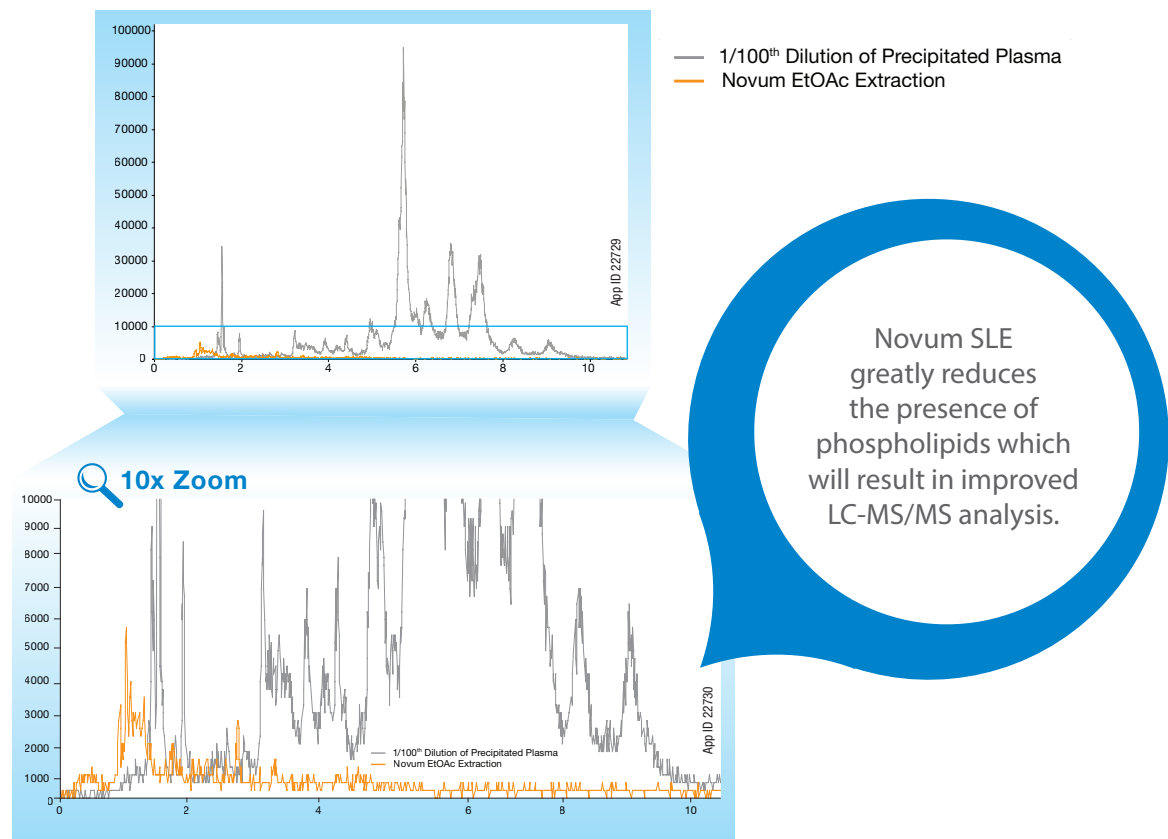 100000
90000
80000
70000
60000
50000
40000
30000
20000
10000
0
0 2 4 6 8 10
App ID 22729
1/100th Dilution of Precipitated Plasma
Novum EtOAc Extraction
Novum SLE
greatly reduces
the presence of
phospholipids which
will result in improved
LC-MS/MS analysis.
10x Zoom
10000
9000
8000
7000
6000
5000
4000
3000
2000
1000
0
0 2 4 6 8 10
App ID 22730
1/100th Dilution of Precipitated Plasma
Novum EtOAc Extraction